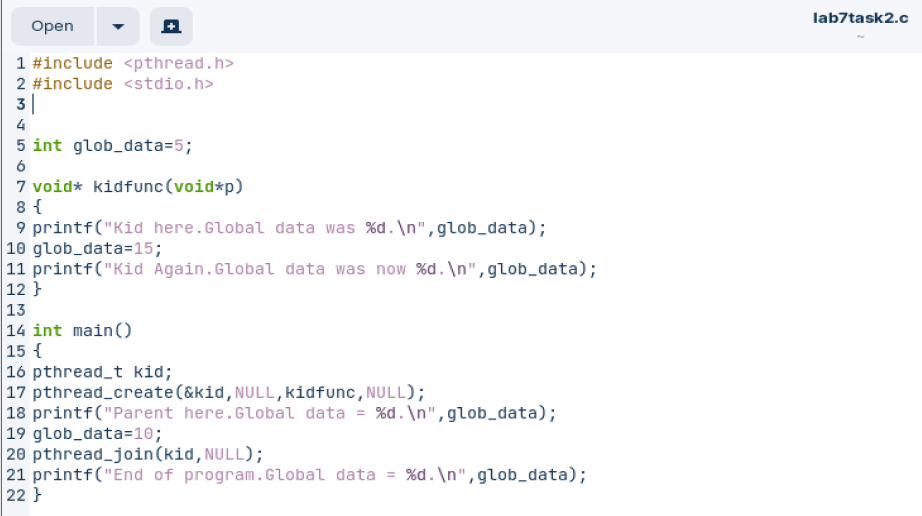 Open
lab7task2.c
~
1 #include <pthread.h>
2 #include <stdio.h>
3
4
5 int glob_data=5;
6
7 void* kidfunc(void*p)
8 {
9 printf("Kid here.Global data was %d.\n",glob_data);
10 glob_data=15;
11 printf("Kid Again.Global data was now %d.\n",glob_data);
12 }
13
14 int main()
15 {
16 pthread_t kid;
17 pthread_create(&kid,NULL,kidfunc,NULL);
18 printf("Parent here.Global data = %d.\n",glob_data);
19 glob_data=10;
20 pthread_join(kid,NULL);
21 printf("End of program.Global data = %d.\n",glob_data);
22 }